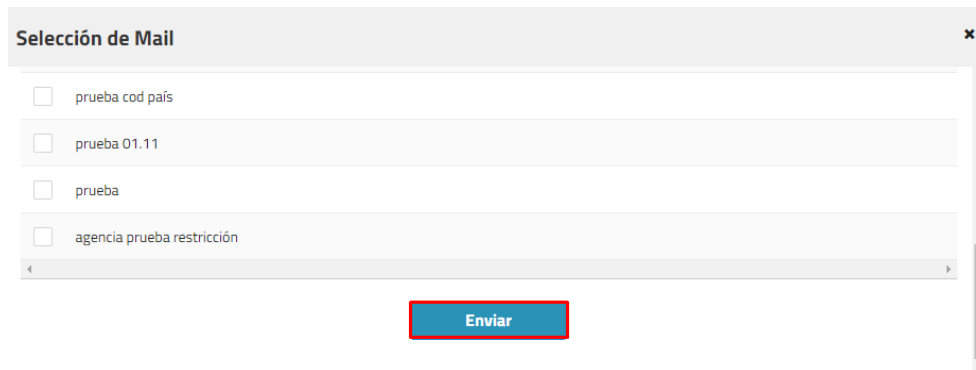 Selección de Mail
prueba cod país
prueba 01.11
prueba
agencia prueba restricción
Enviar